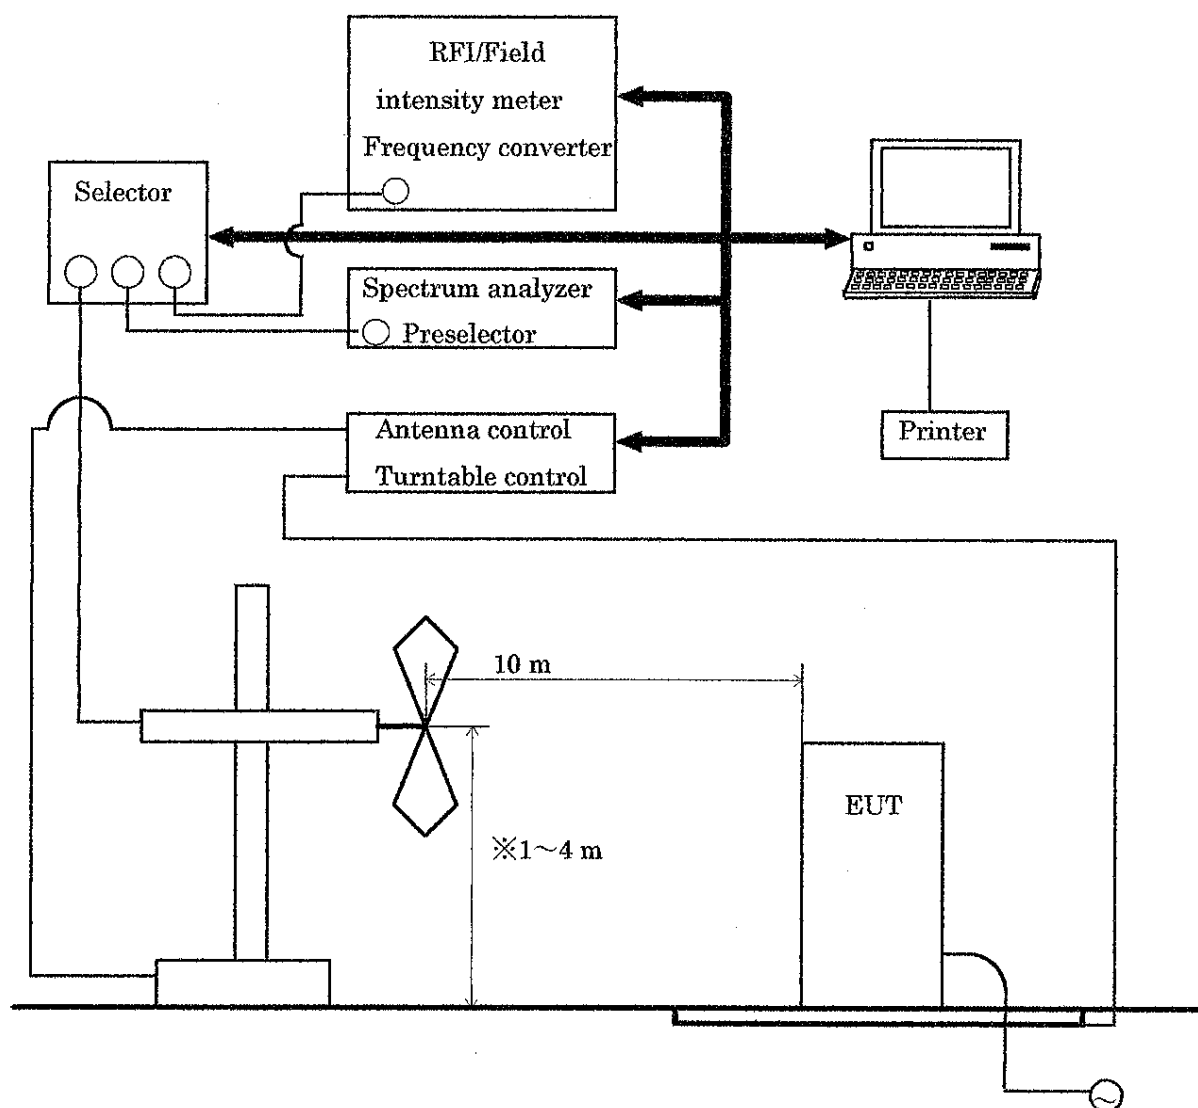 RFI/Field
intensity meter
Frequency converter
Selector
Spectrum analyzer
Preselector
Antenna control
Turntable control
Printer
10 m
EUT
※1～4 m